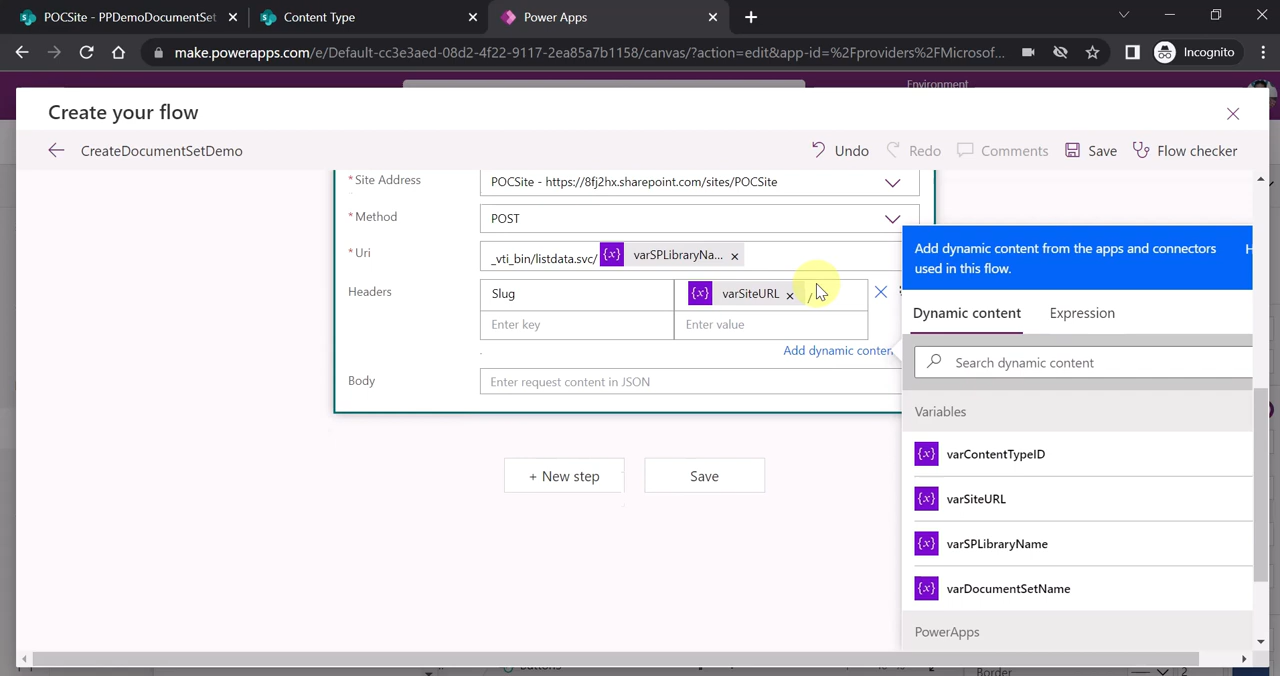 POCSite - PPDemoDocumentSet
Content Type
Power Apps
make.powerapps.com/e/Default-cc3e3aed-08d2-4f22-9117-2ea85a7b1158/canvas/?action=edit&app-id=%2Fproviders%2FMicrosof...
Incognito
Environment
Create your flow
CreateDocumentSetDemo
Undo
Redo
Comments
Save
Flow checker
* Site Address
POCSite - https://8fj2hx.sharepoint.com/sites/POCSite
* Method
POST
* Uri
_vti_bin/listdata.svc/ {x} varSPLibraryNa... ×
Add dynamic content from the apps and connectors
used in this flow.
H
Headers
Slug
{x} varSiteURL × /
Enter key
Enter value
Dynamic content
Expression
Add dynamic conten
Search dynamic content
Body
Enter request content in JSON
Variables
{x} varContentTypeID
+ New step
Save
{x} varSiteURL
{x} varSPLibraryName
{x} varDocumentSetName
PowerApps
Buttons
Border
2